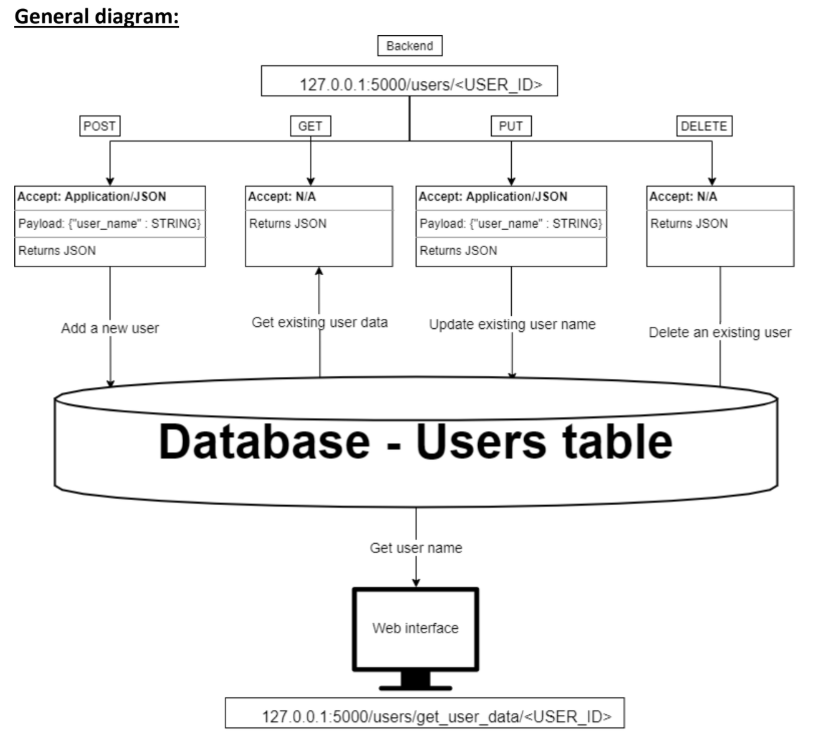 General diagram:
Backend
127.0.0.1:5000/users/<USER_ID>
POST
GET
PUT
DELETE
Accept: Application/JSON
Payload: {"user_name" : STRING}
Returns JSON
Accept: N/A
Returns JSON
Accept: Application/JSON
Payload: {"user_name" : STRING}
Returns JSON
Accept: N/A
Returns JSON
Add a new user
Get existing user data
Update existing user name
Delete an existing user
Database - Users table
Get user name
Web interface
127.0.0.1:5000/users/get_user_data/<USER_ID>